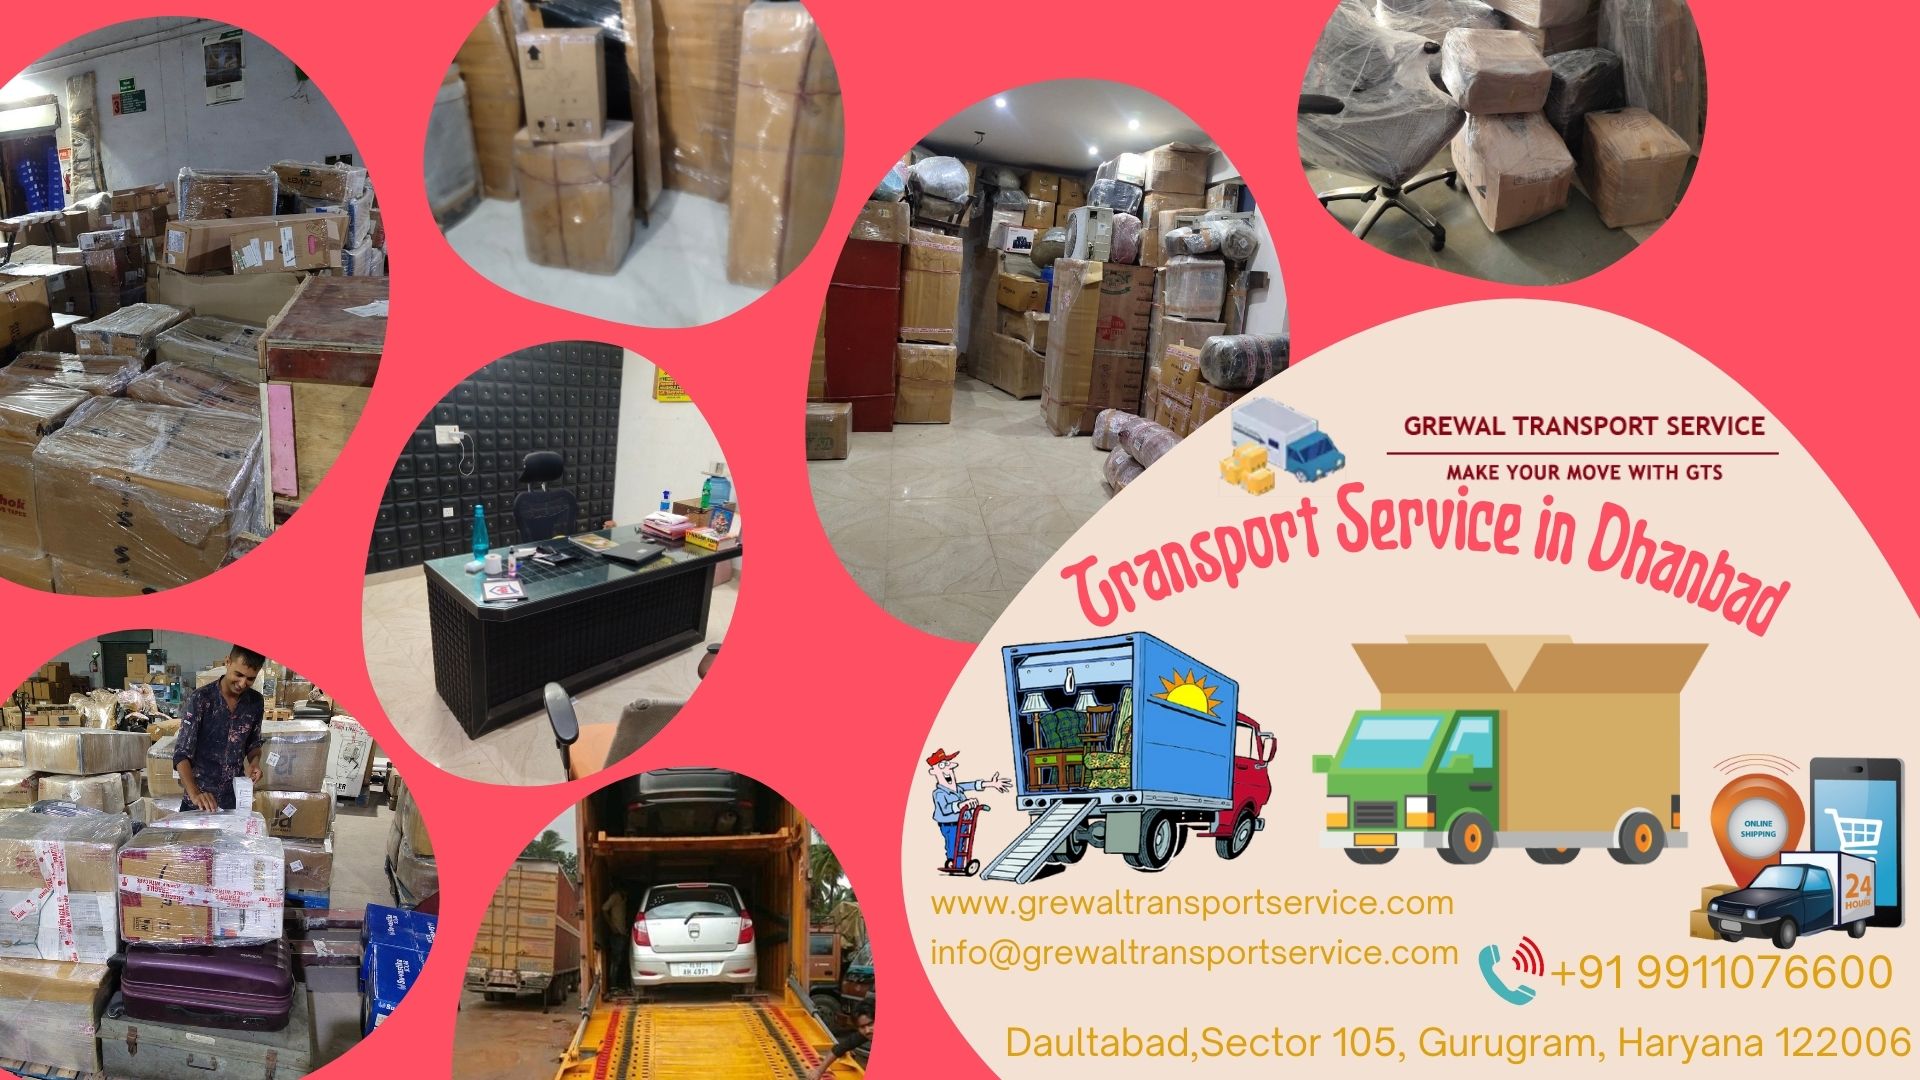 GREWAL TRANSPORT SERVICE
MAKE YOUR MOVE WITH GTS
Transport Service in Dhanbad
ONLINE
SHIPPING
24
HOURS
www.grewaltransportservice.com
info@grewaltransportservice.com
+91 9911076600
Daultabad,Sector 105, Gurugram, Haryana 122006